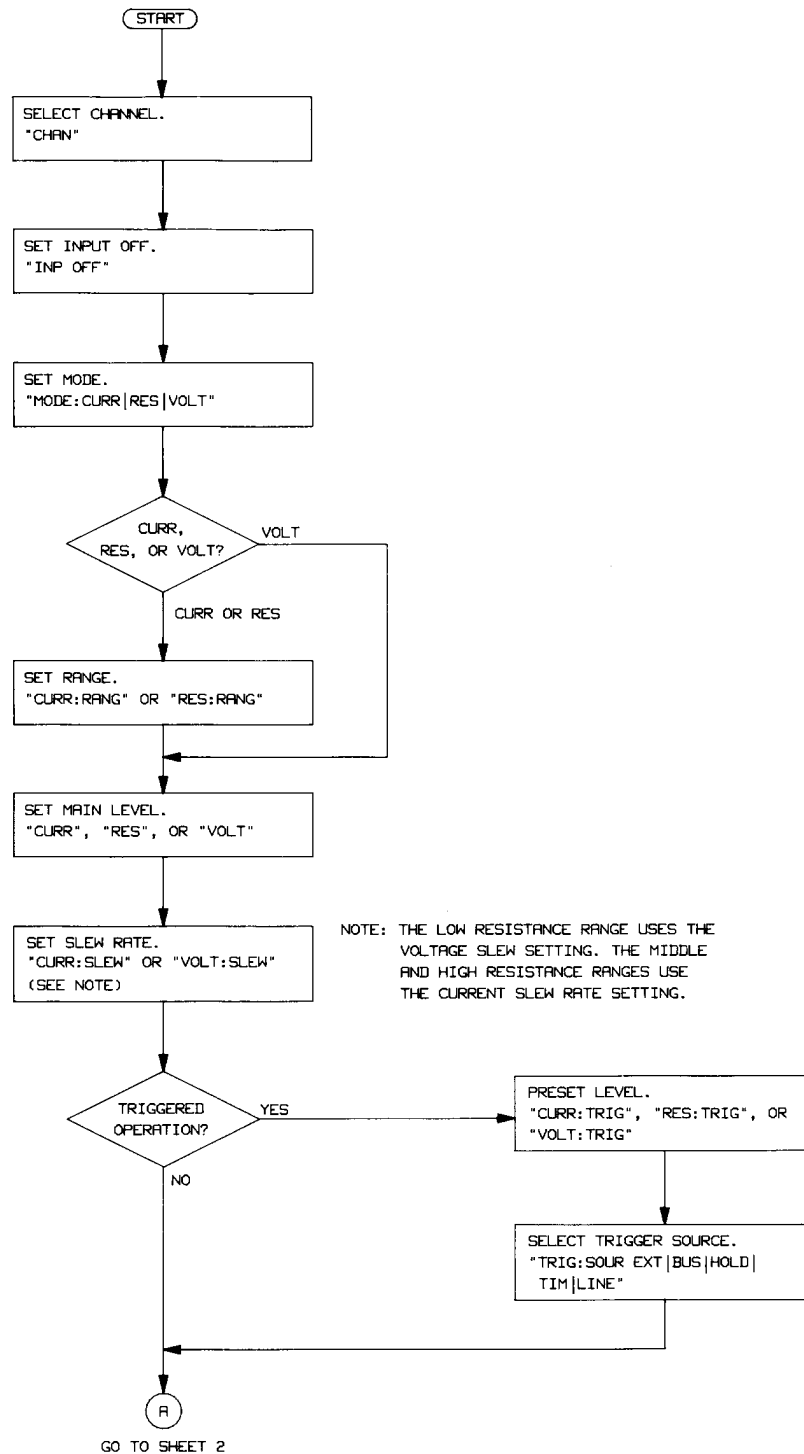 START
SELECT CHANNEL.
"CHAN"
SET INPUT OFF.
"INP OFF"
SET MODE.
"MODE:CURR|RES|VOLT"
CURR,
RES, OR VOLT?
VOLT
CURR OR RES
SET RANGE.
"CURR:RANG" OR "RES:RANG"
SET MAIN LEVEL.
"CURR", "RES", OR "VOLT"
SET SLEW RATE.
"CURR:SLEW" OR "VOLT:SLEW"
(SEE NOTE)
NOTE: THE LOW RESISTANCE RANGE USES THE
VOLTAGE SLEW SETTING. THE MIDDLE
AND HIGH RESISTANCE RANGES USE
THE CURRENT SLEW RATE SETTING.
TRIGGERED
OPERATION?
YES
NO
PRESET LEVEL.
"CURR:TRIG", "RES:TRIG", OR
"VOLT:TRIG"
SELECT TRIGGER SOURCE.
"TRIG:SOUR EXT|BUS|HOLD|
TIM|LINE"
A
GO TO SHEET 2